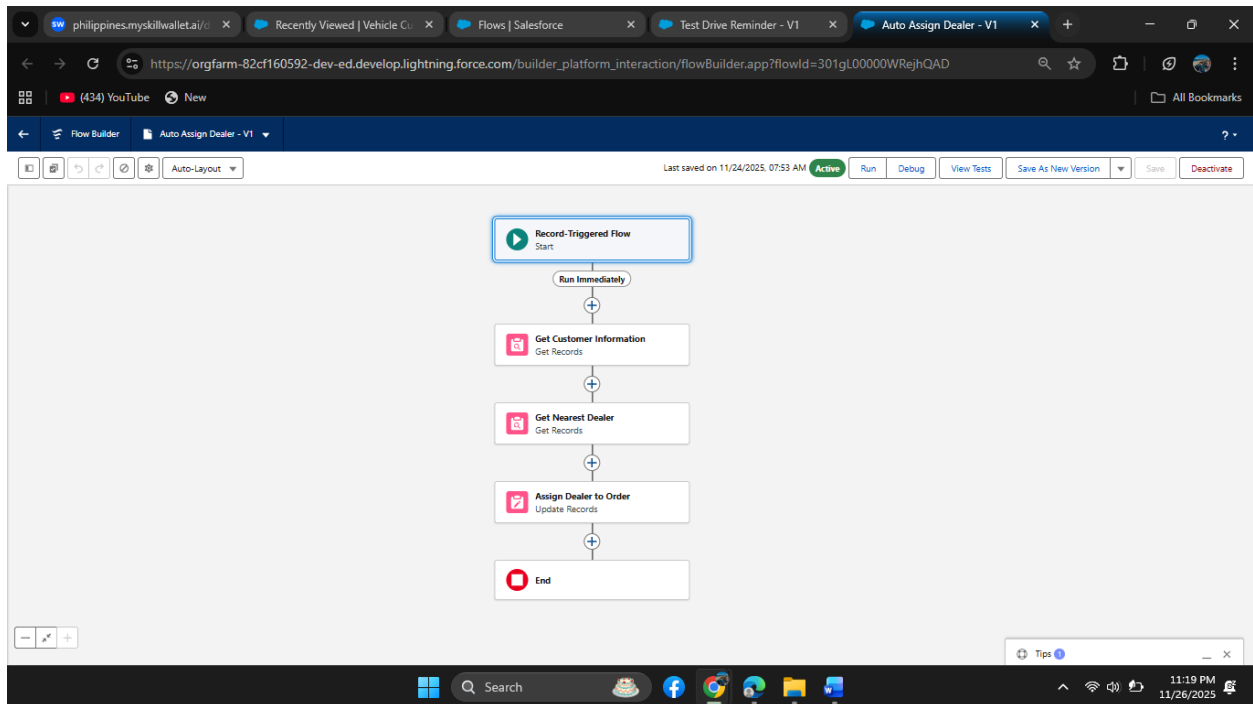 philippines.myskillwallet.ai/d
Recently Viewed | Vehicle Cu
Flows | Salesforce
Test Drive Reminder - V1
Auto Assign Dealer - V1
https://orgfarm-82cf160592-dev-ed.develop.lightning.force.com/builder_platform_interaction/flowBuilder.app?flowId=301gL00000WRejhQAD
(434) YouTube
New
All Bookmarks
Flow Builder
Auto Assign Dealer - V1
?
Auto-Layout
Last saved on 11/24/2025, 07:53 AM
Active
Run
Debug
View Tests
Save As New Version
Save
Deactivate
Record-Triggered Flow
Start
Run Immediately
Get Customer Information
Get Records
Get Nearest Dealer
Get Records
Assign Dealer to Order
Update Records
End
Tips 1
Search
11:19 PM
11/26/2025